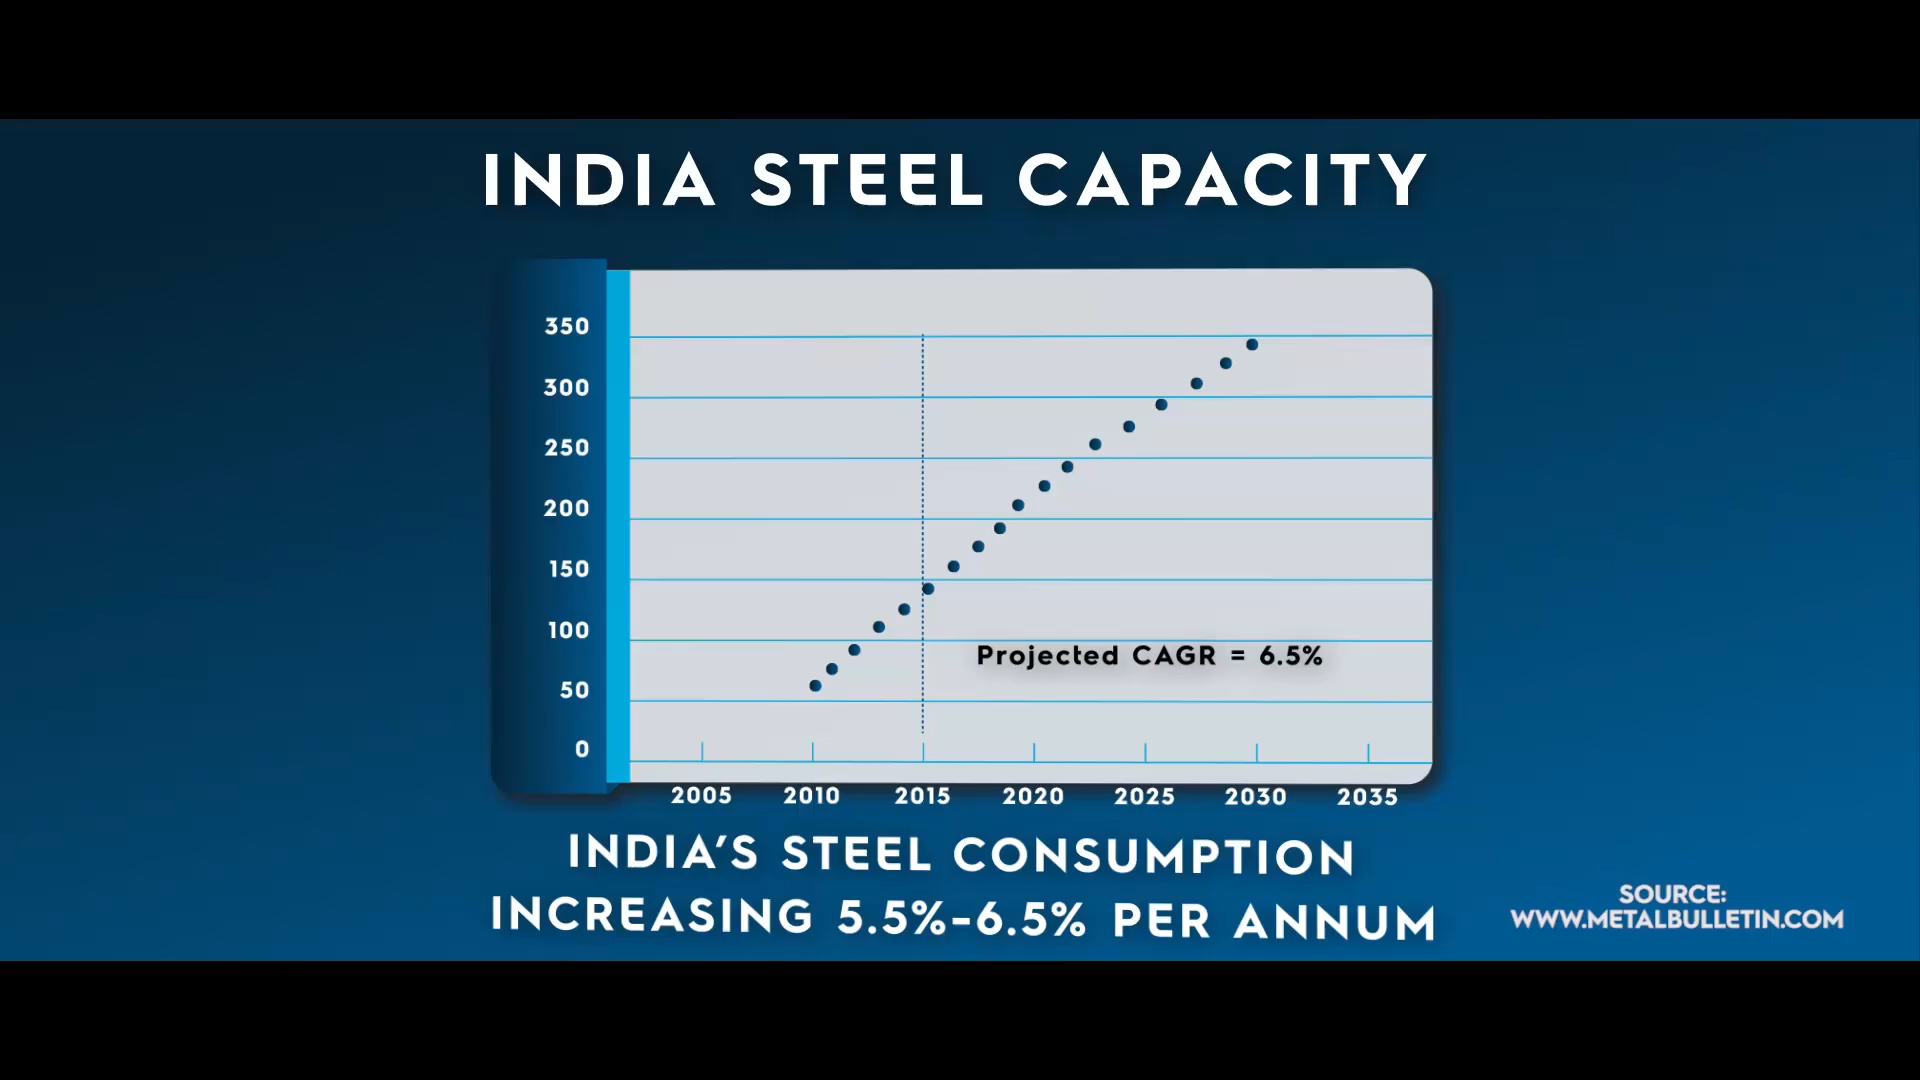 INDIA STEEL CAPACITY
350
300
250
200
150
100
50
0
Projected CAGR = 6.5%
2005 2010 2015 2020 2025 2030 2035
INDIA'S STEEL CONSUMPTION
INCREASING 5.5%-6.5% PER ANNUM
SOURCE:
WWW.METALBULLETIN.COM